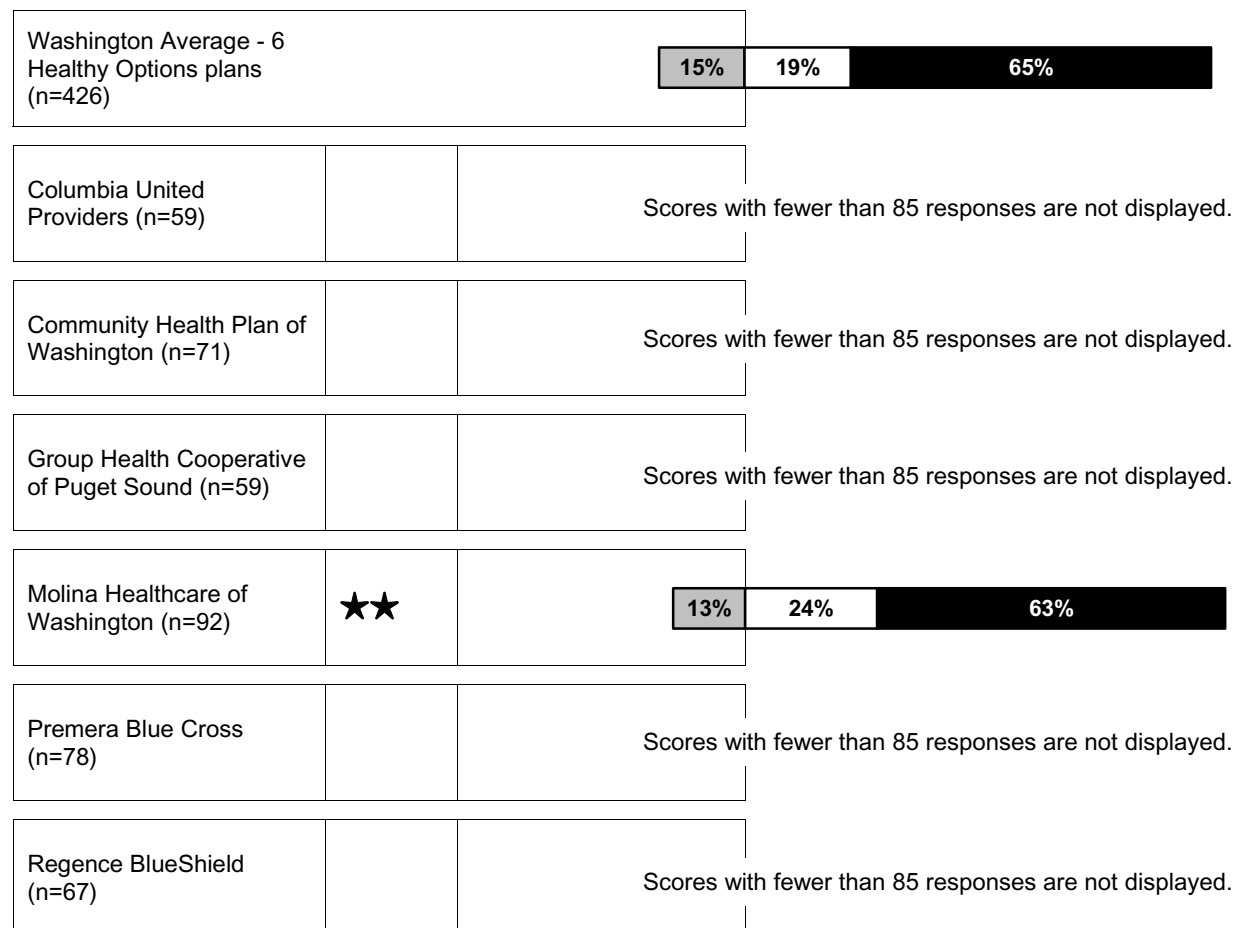 Washington Average - 6
Healthy Options plans
(n=426)
15% 19% 65%
Columbia United
Providers (n=59)
Scores with fewer than 85 responses are not displayed.
Community Health Plan of
Washington (n=71)
Scores with fewer than 85 responses are not displayed.
Group Health Cooperative
of Puget Sound (n=59)
Scores with fewer than 85 responses are not displayed.
Molina Healthcare of
Washington (n=92)
★★
13% 24% 63%
Premera Blue Cross
(n=78)
Scores with fewer than 85 responses are not displayed.
Regence BlueShield
(n=67)
Scores with fewer than 85 responses are not displayed.